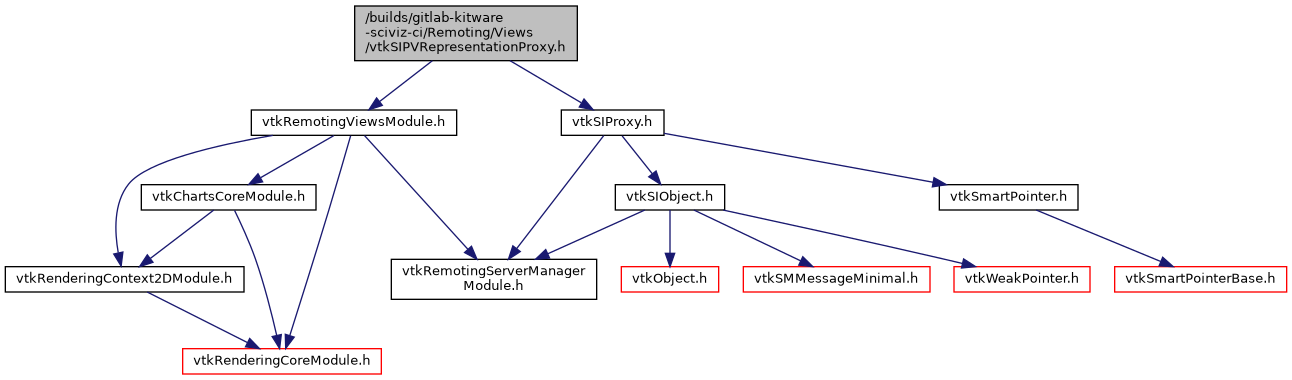 /builds/gitlab-kitware
-sciviz-ci/Remoting/Views
/vtkSIPVRepresentationProxy.h
vtkRemotingViewsModule.h
vtkSIProxy.h
vtkChartsCoreModule.h
vtkSIObject.h
vtkSmartPointer.h
vtkRenderingContext2DModule.h
vtkRemotingServerManager
Module.h
vtkObject.h
vtkSMMessageMinimal.h
vtkWeakPointer.h
vtkSmartPointerBase.h
vtkRenderingCoreModule.h